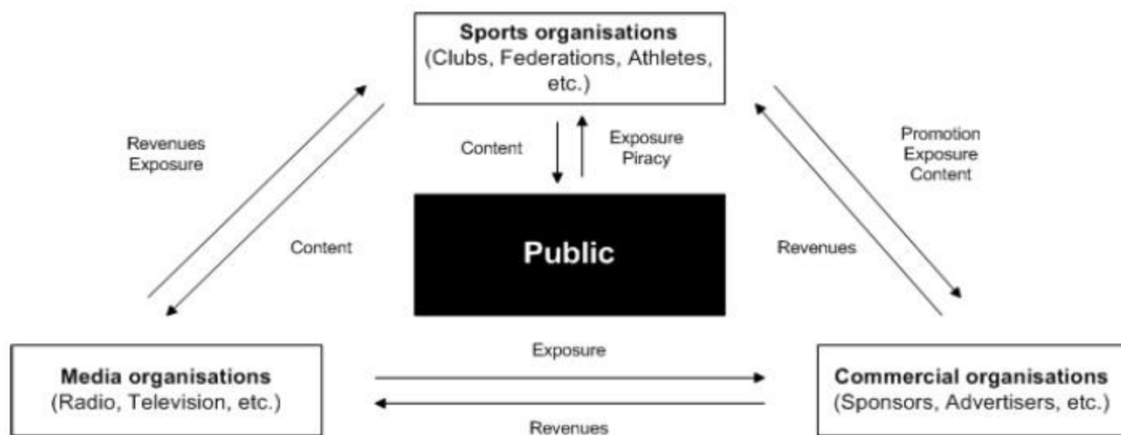 Sports organisations
(Clubs, Federations, Athletes,
etc.)
Revenues
Exposure
Content
Exposure
Piracy
Promotion
Exposure
Content
Content
Public
Revenues
Exposure
Media organisations
(Radio, Television, etc.)
Commercial organisations
(Sponsors, Advertisers, etc.)
Revenues